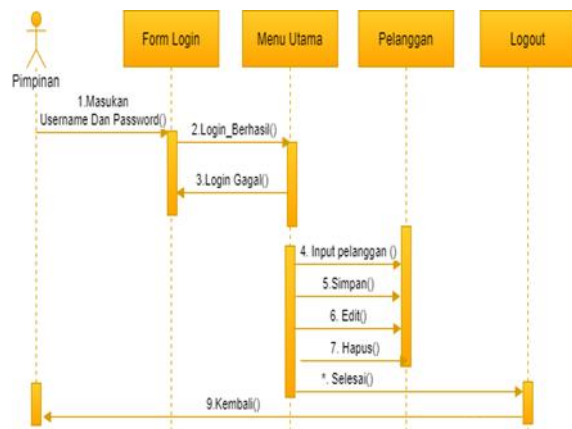 Form Login
Menu Utama
Pelanggan
Logout
Pimpinan
1.Masukan
Username Dan Password()
2.Login_Berhasil()
3.Login Gagal()
4. Input pelanggan ()
5.Simpan()
6. Edit()
7. Hapus()
*. Selesai()
9.Kembali()